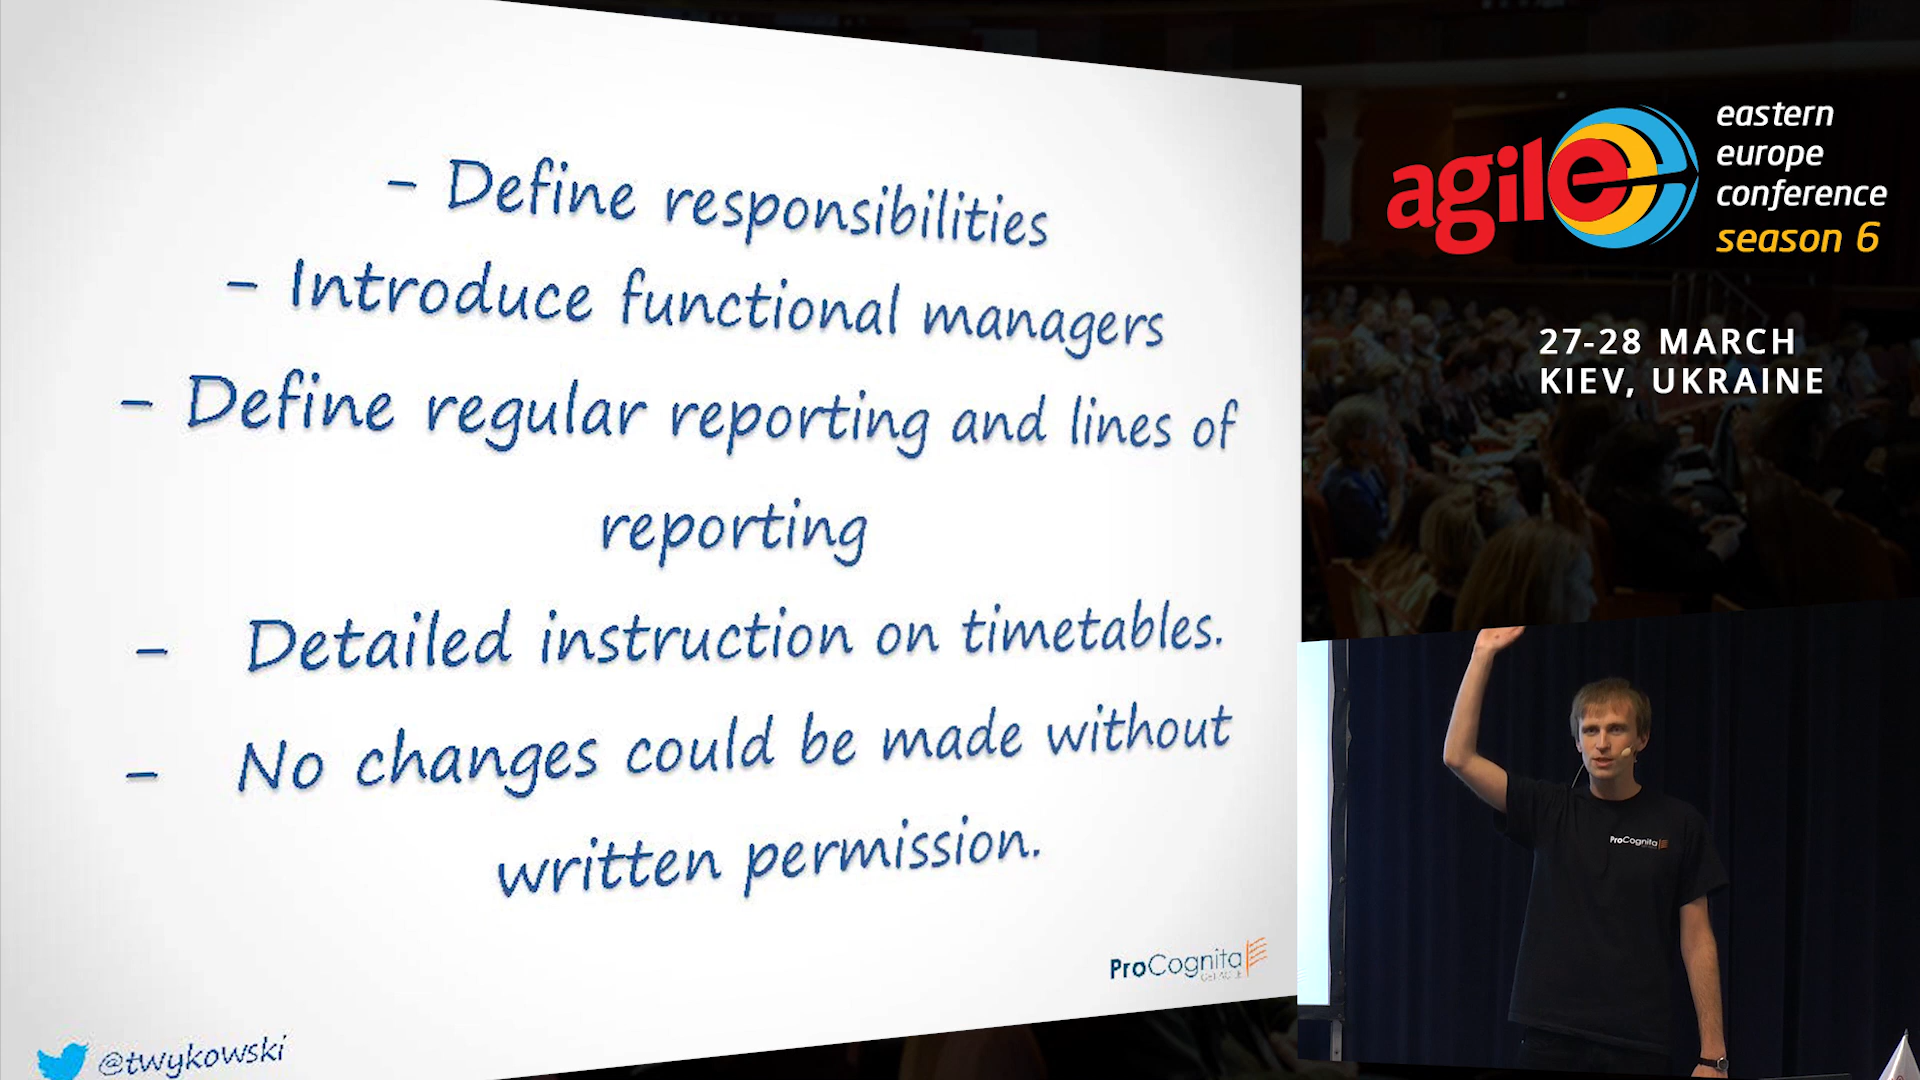 - Define responsibilities
- Introduce functional managers
- Define regular reporting and lines of
reporting
- Detailed instruction on timetables.
- No changes could be made without
written permission.
ProCognita
@twykowski
agilee
eastern
europe
conference
season 6
27-28 MARCH
KIEV, UKRAINE
ProCognita